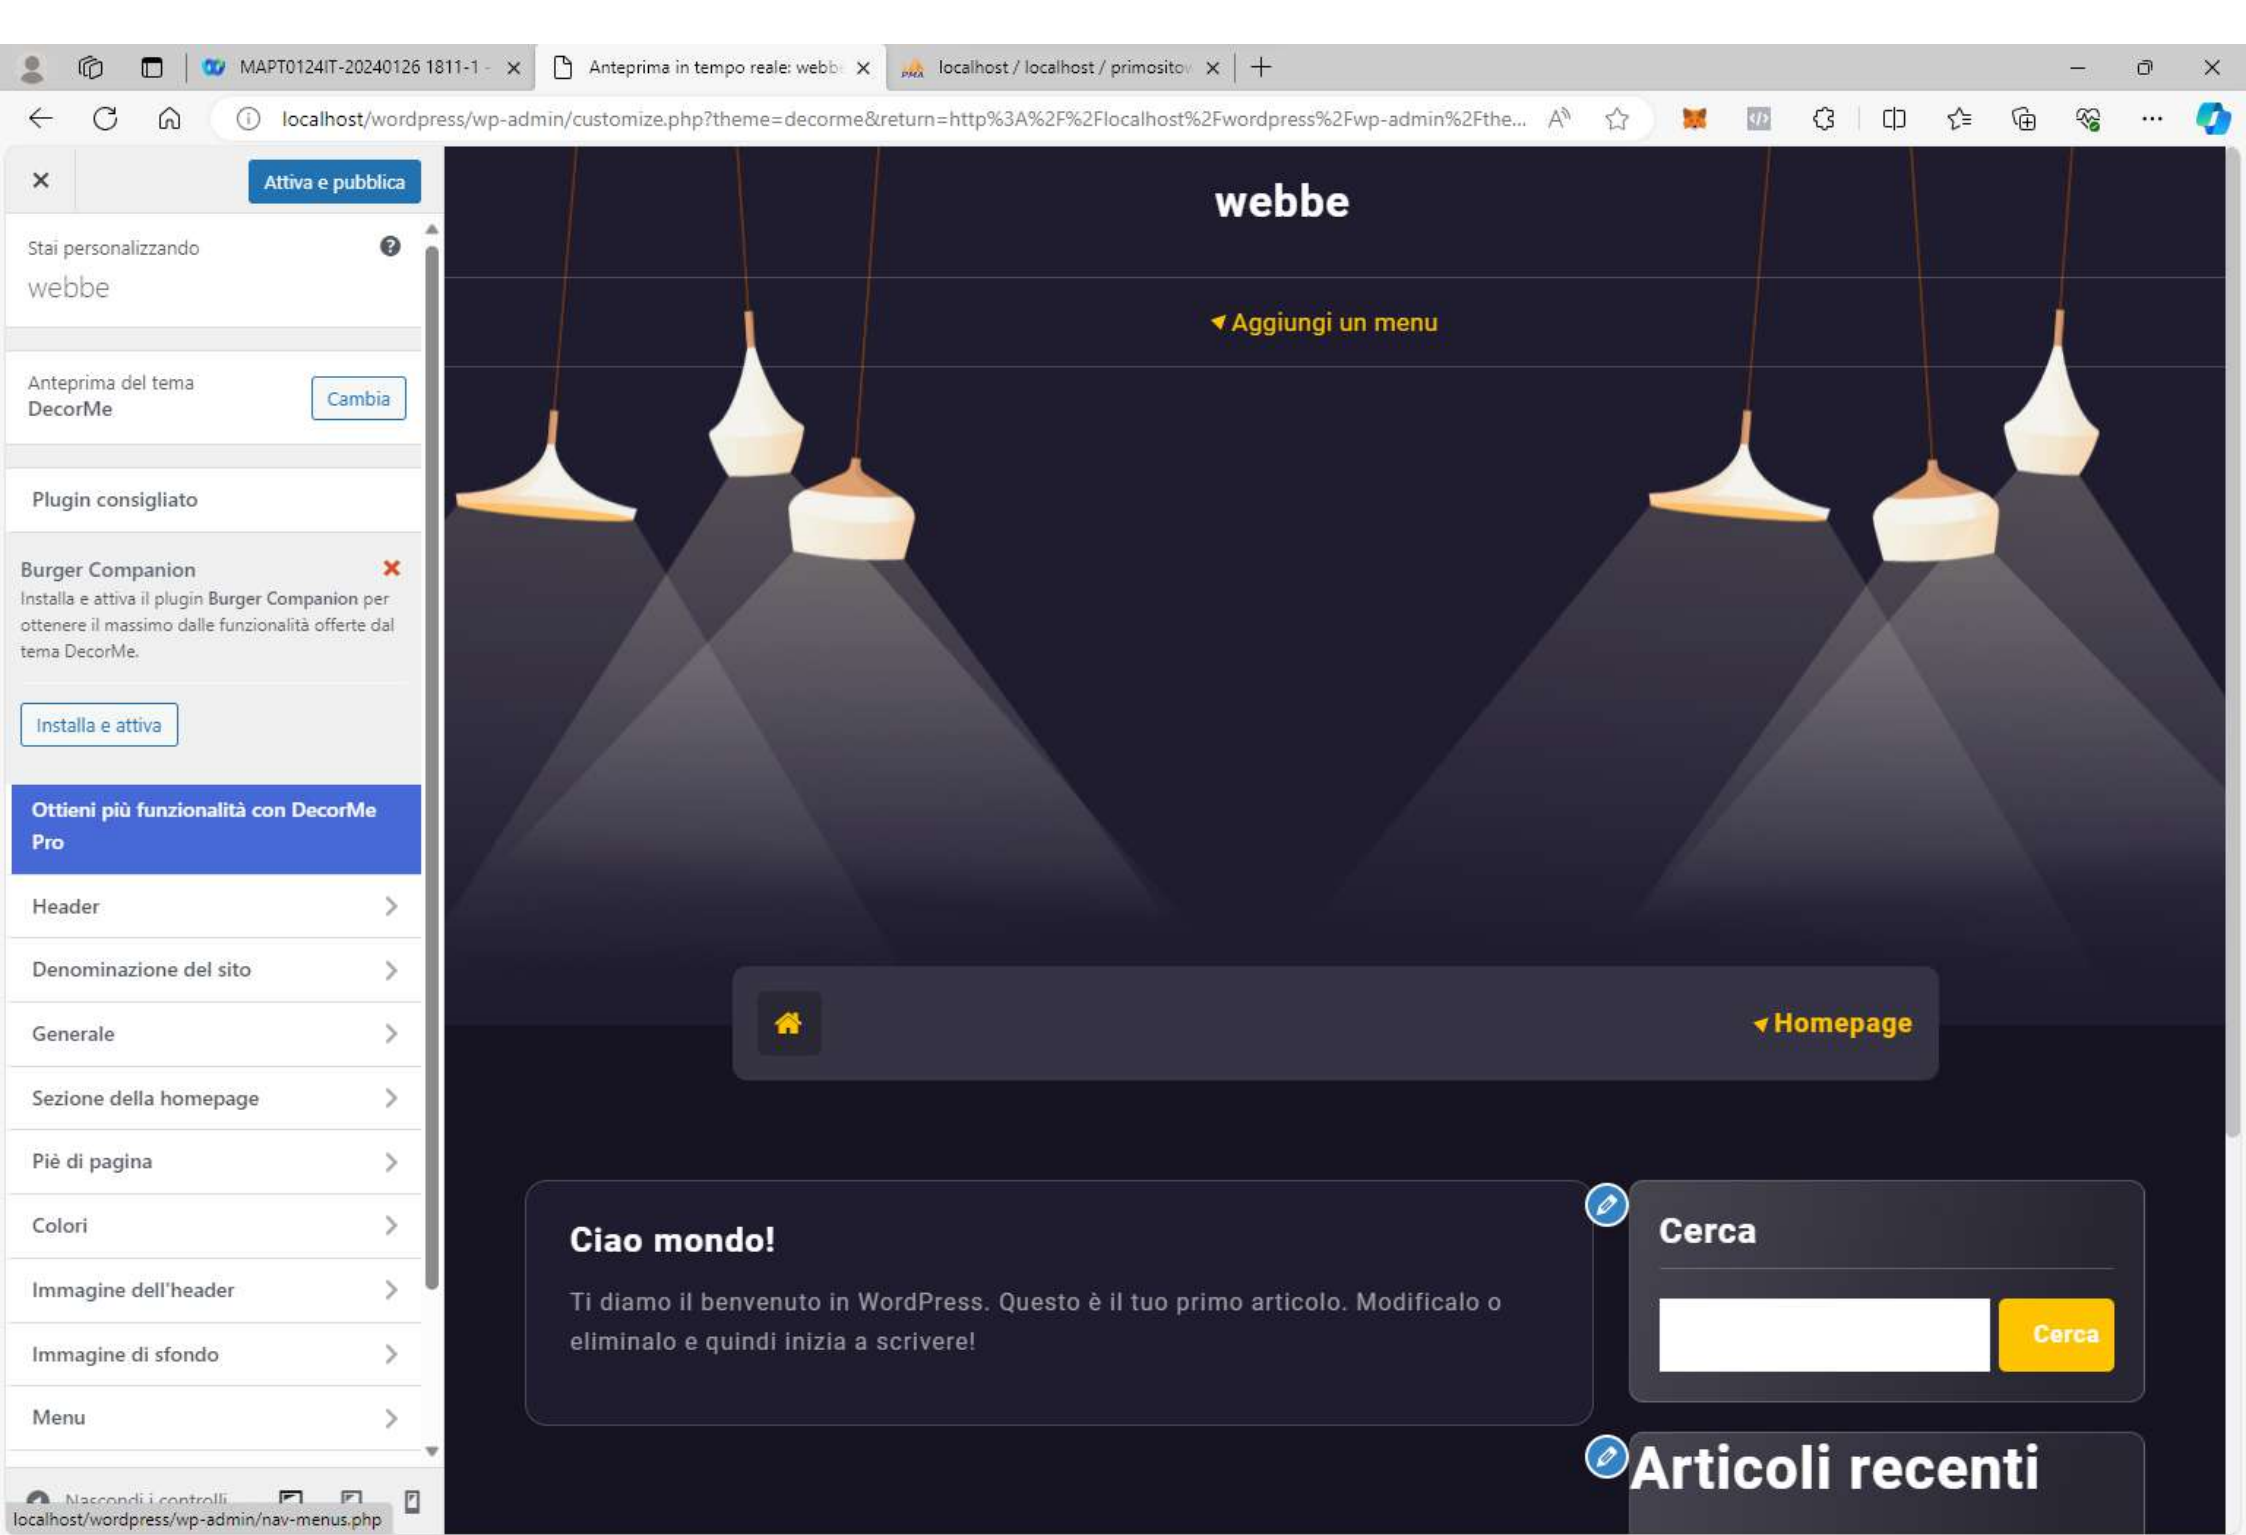 MAPT0124IT-20240126 1811-1 -
Anteprima in tempo reale: webbe
localhost / localhost / primositow
localhost/wordpress/wp-admin/customize.php?theme=decorme&return=http%3A%2F%2Flocalhost%2Fwordpress%2Fwp-admin%2Fthe...
Attiva e pubblica
Stai personalizzando
webbe
Anteprima del tema
DecorMe
Cambia
Plugin consigliato
Burger Companion
Installa e attiva il plugin Burger Companion per
ottenere il massimo dalle funzionalità offerte dal
tema DecorMe.
Installa e attiva
Ottieni più funzionalità con DecorMe
Pro
Header
Denominazione del sito
Generale
Sezione della homepage
Piè di pagina
Colori
Immagine dell'header
Immagine di sfondo
Menu
Nascondi i controlli
localhost/wordpress/wp-admin/nav-menus.php
webbe
Aggiungi un menu
Homepage
Ciao mondo!
Ti diamo il benvenuto in WordPress. Questo è il tuo primo articolo. Modificalo o
eliminalo e quindi inizia a scrivere!
Cerca
Cerca
Articoli recenti